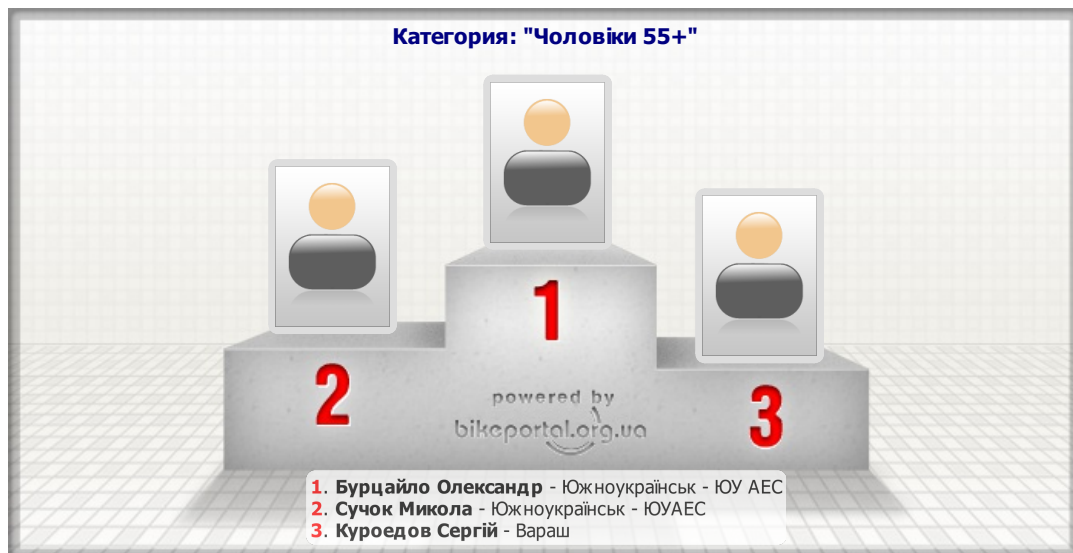 Категория: "Чоловіки 55+"
1
2
3
powered by
bikeportal.org.ua
1. Бурцайло Олександр - Южноукраїнськ - ЮУ АЕС
2. Сучок Микола - Южноукраїнськ - ЮУАЕС
3. Куроедов Сергій - Вараш